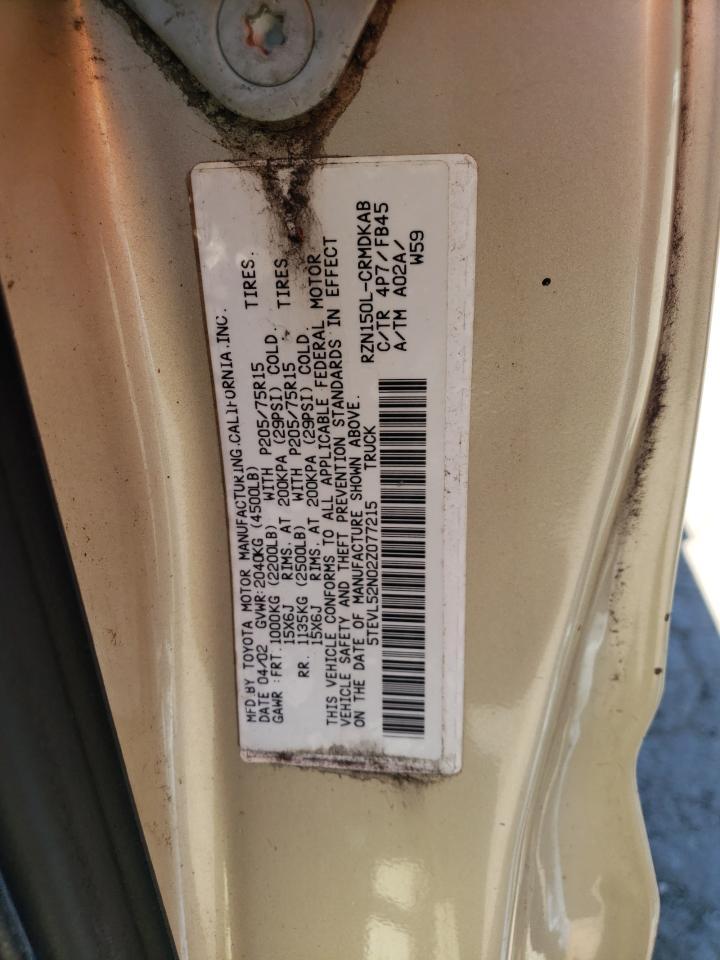 MFD BY TOYOTA MOTOR MANUFACTURING,CALIFORNIA,INC.
DATE 04/02 GVWR:2040KG (4500LB)
GAWR :FRT.1000KG (2200LB) WITH P205/75R15 TIRES.
15X6J RIMS. AT 200KPA (29PSI) COLD.
RR. 1135KG (2500LB) WITH P205/75R15 TIRES
15X6J RIMS. AT 200KPA (29PSI) COLD.
THIS VEHICLE CONFORMS TO ALL APPLICABLE FEDERAL MOTOR
VEHICLE SAFETY AND THEFT PREVENTION STANDARDS IN EFFECT
ON THE DATE OF MANUFACTURE SHOWN ABOVE.
5TEVL52N02Z077215 TRUCK
RZN150L-CRMDKAB
C/TR 4P7/FB45
A/TM A02A/
W59